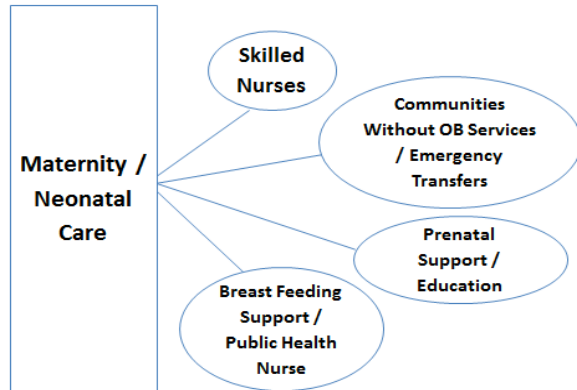 Maternity /
Neonatal
Care
Skilled
Nurses
Communities
Without OB Services
/ Emergency
Transfers
Prenatal
Support /
Education
Breast Feeding
Support /
Public Health
Nurse